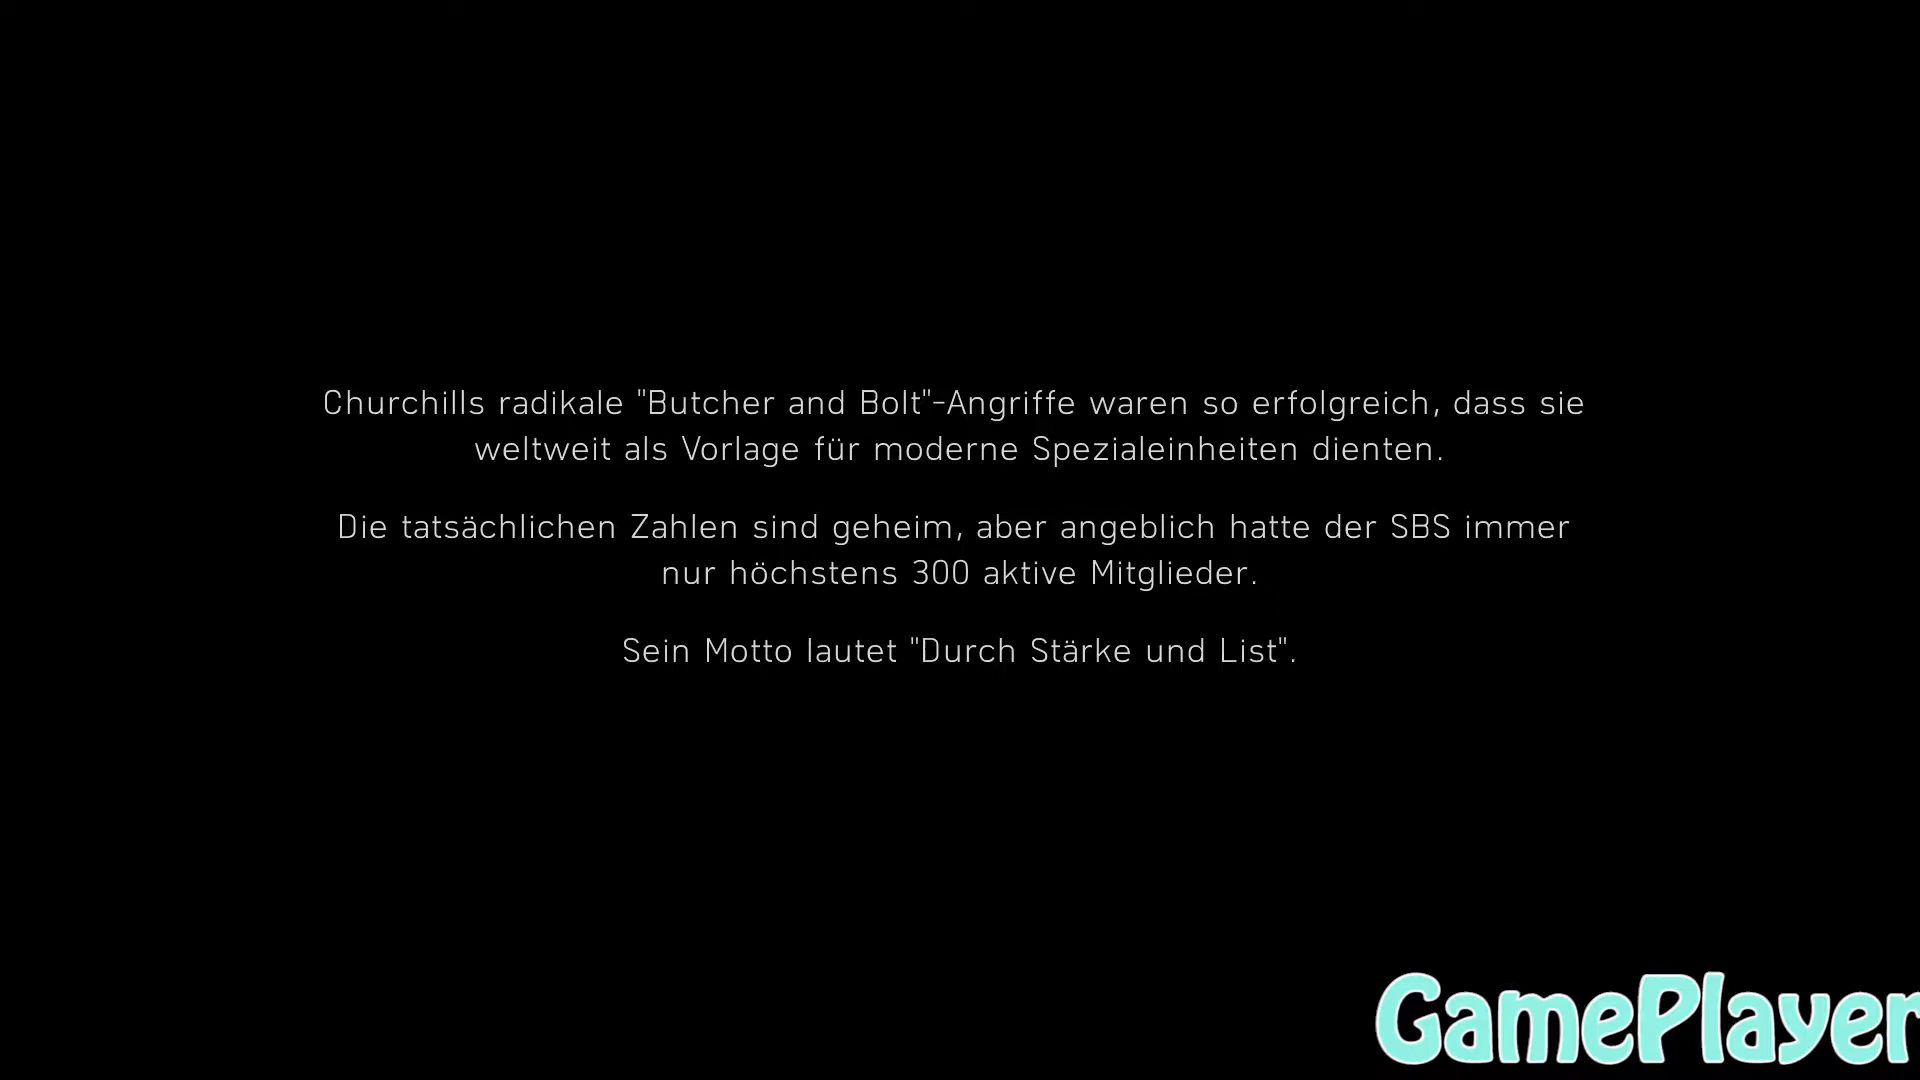 Churchills radikale "Butcher and Bolt"-Angriffe waren so erfolgreich, dass sie
weltweit als Vorlage für moderne Spezialeinheiten dienten.
Die tatsächlichen Zahlen sind geheim, aber angeblich hatte der SBS immer
nur höchstens 300 aktive Mitglieder.
Sein Motto lautet "Durch Stärke und List".
GamePlayer